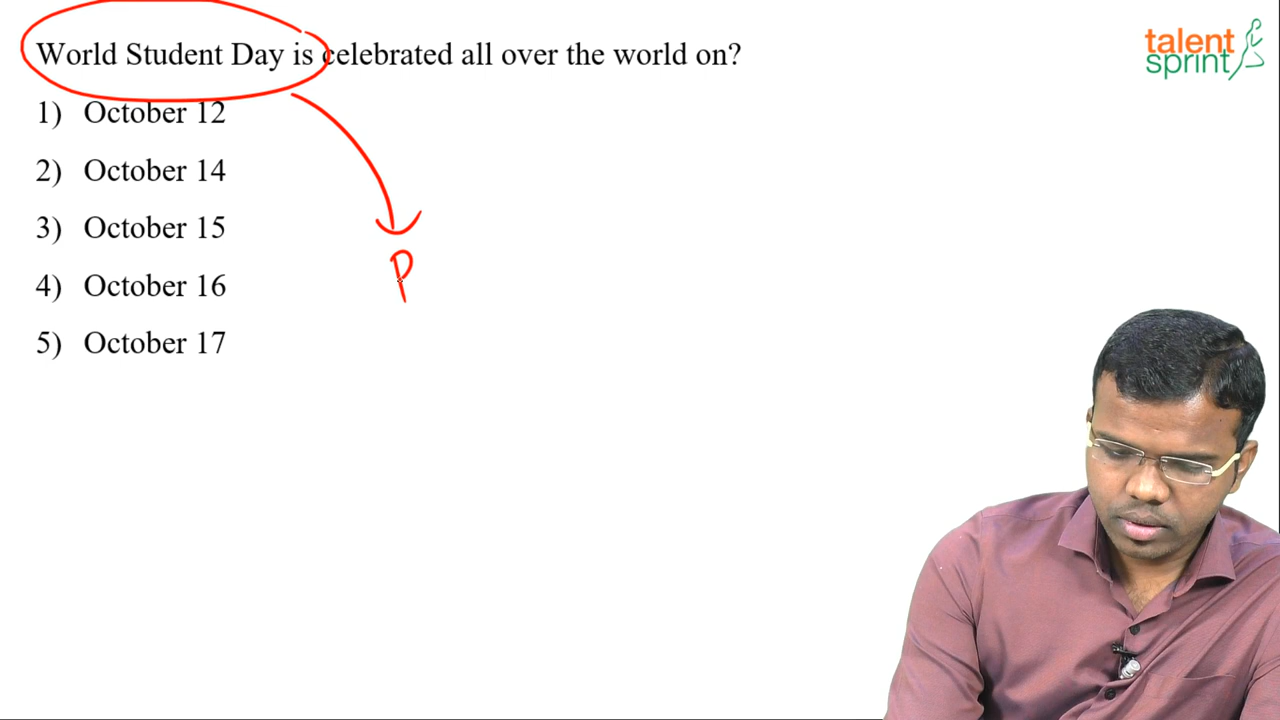 World Student Day is celebrated all over the world on?
talent
sprint
1) October 12
2) October 14
3) October 15
4) October 16
5) October 17
P